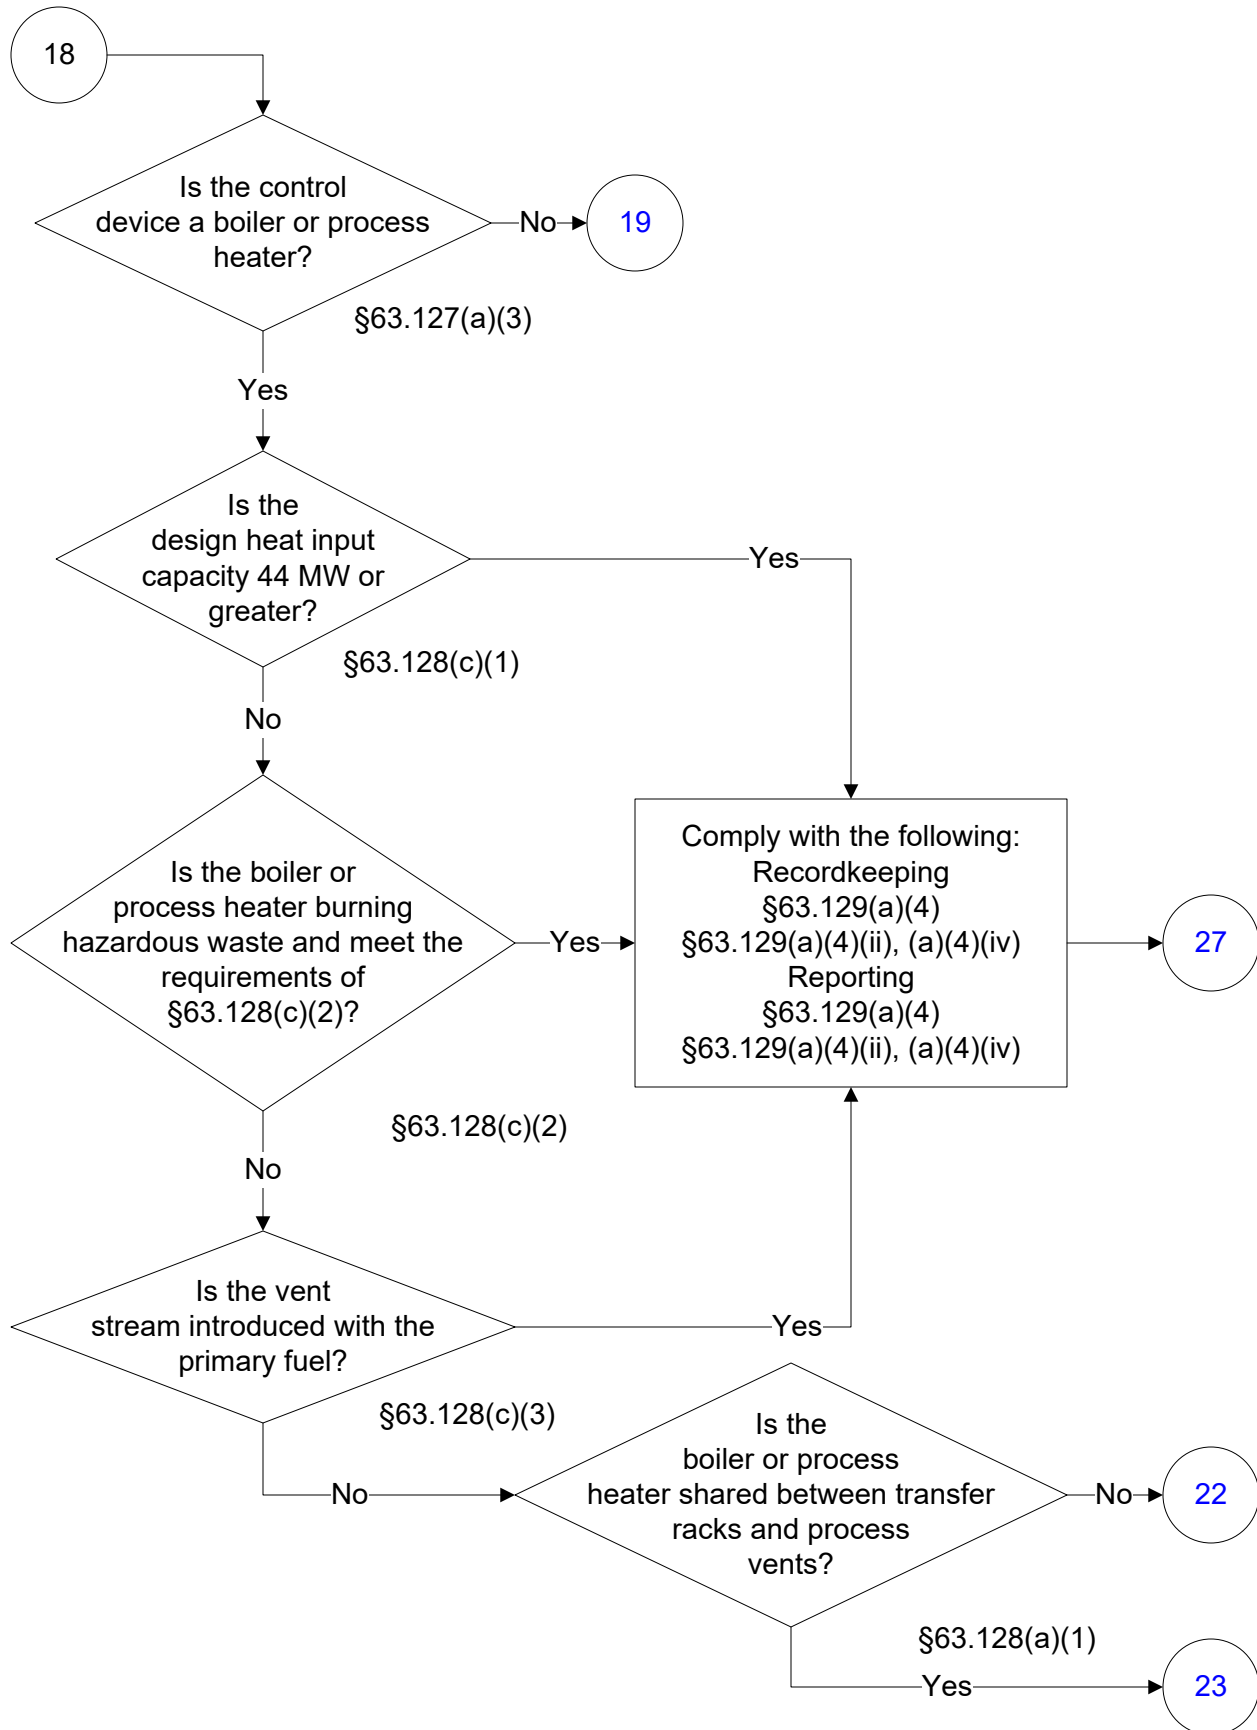 18
Is the control
device a boiler or process
heater?
No
19
§63.127(a)(3)
Yes
Is the
design heat input
capacity 44 MW or
greater?
Yes
§63.128(c)(1)
No
Is the boiler or
process heater burning
hazardous waste and meet the
requirements of
§63.128(c)(2)?
Yes
Comply with the following:
Recordkeeping
§63.129(a)(4)
§63.129(a)(4)(ii), (a)(4)(iv)
Reporting
§63.129(a)(4)
§63.129(a)(4)(ii), (a)(4)(iv)
27
§63.128(c)(2)
No
Is the vent
stream introduced with the
primary fuel?
Yes
§63.128(c)(3)
No
Is the
boiler or process
heater shared between transfer
racks and process
vents?
No
22
§63.128(a)(1)
Yes
23